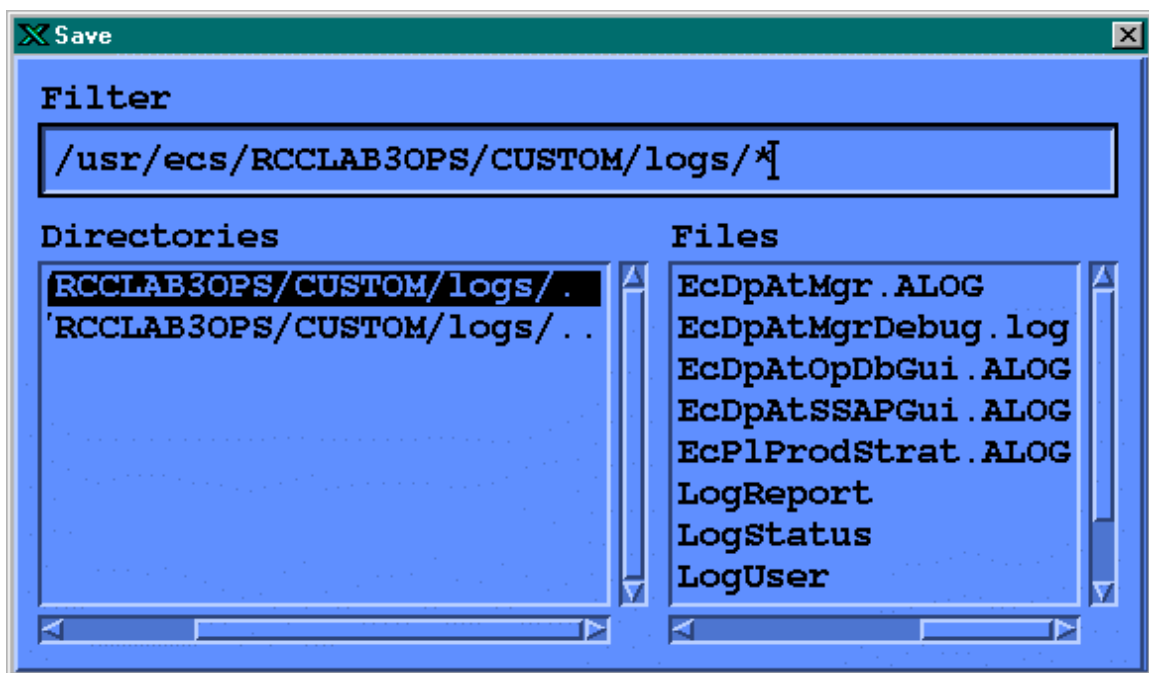 Save
Filter
/usr/ecs/RCCLAB3OPS/CUSTOM/logs/*
Directories
RCCLAB3OPS/CUSTOM/logs/.
RCCLAB3OPS/CUSTOM/logs/..
Files
EcDpAtMgr.ALOG
EcDpAtMgrDebug.log
EcDpAtOpDbGui.ALOG
EcDpAtSSAPGui.ALOG
EcPlProdStrat.ALOG
LogReport
LogStatus
LogUser